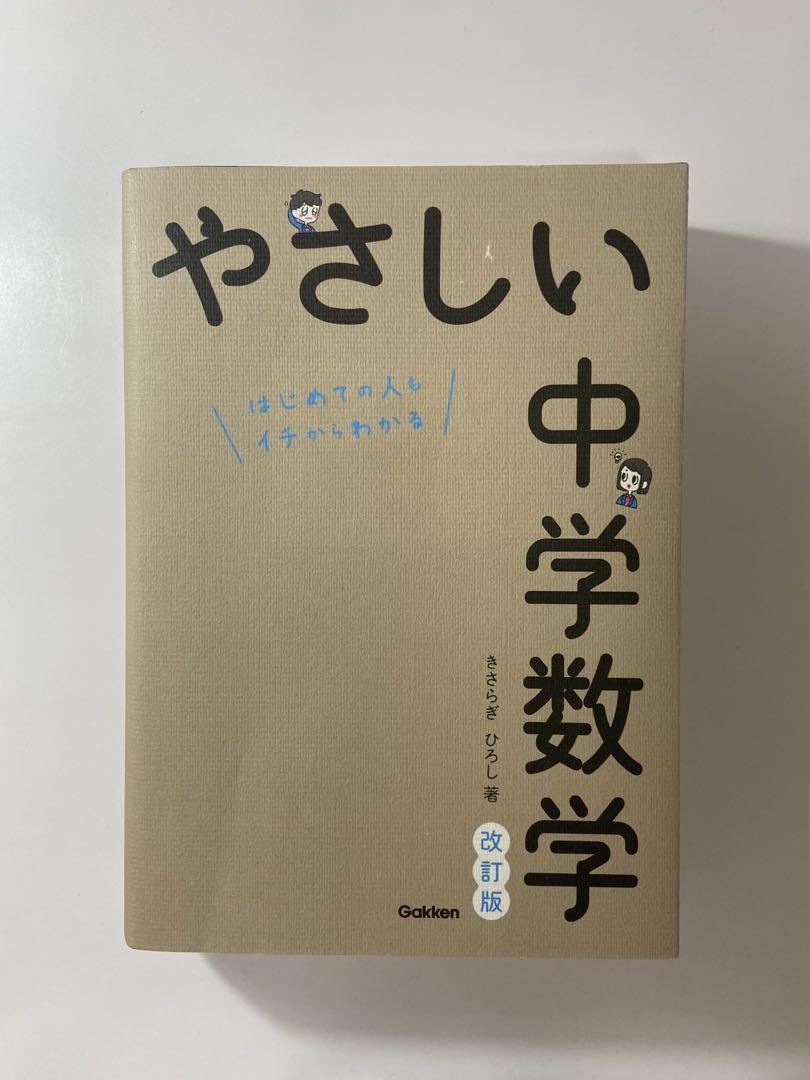 やさしい
中学数学
はじめての人も
イチからわかる
きさらぎ ひろし 著
改訂版
Gakken